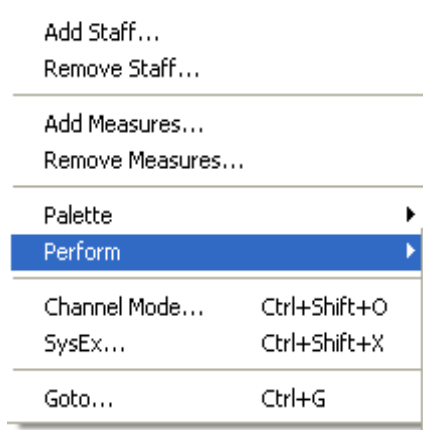 Add Staff...
Remove Staff...
Add Measures...
Remove Measures...
Palette
Perform
Channel Mode... Ctrl+Shift+O
SysEx... Ctrl+Shift+X
Goto... Ctrl+G